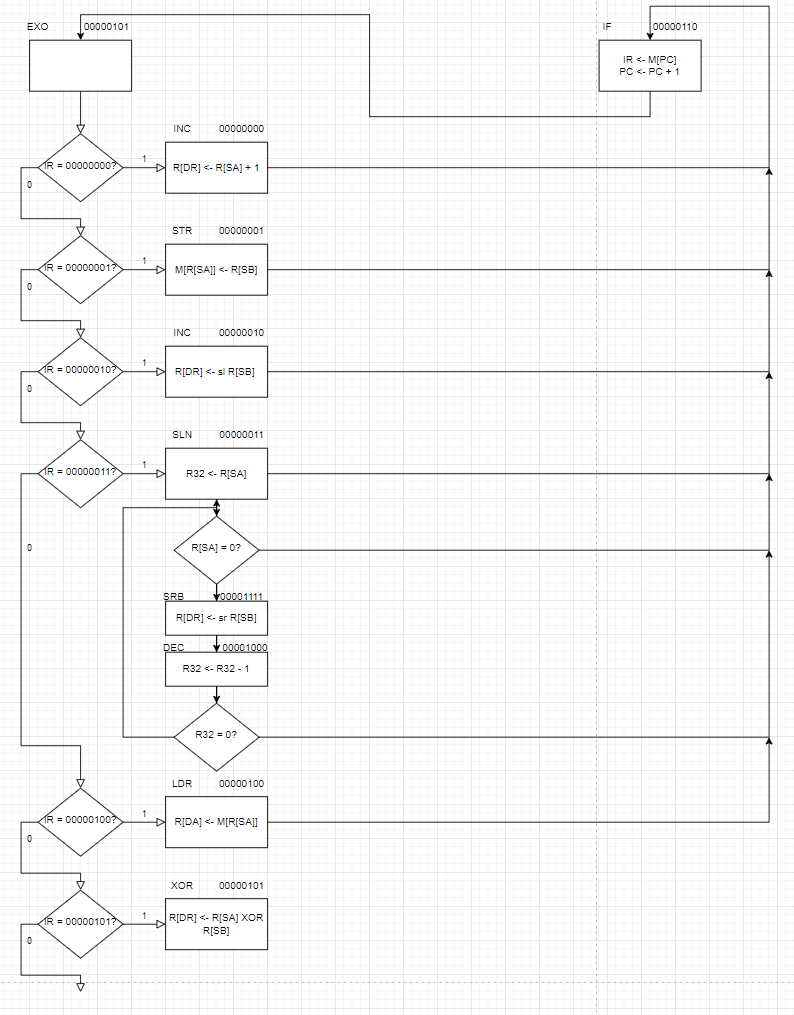 EXO 00000101
IF 00000110
IR <- M[PC]
PC <- PC + 1
INC 00000000
IR = 00000000?
1
R[DR] <- R[SA] + 1
0
STR 00000001
IR = 00000001?
1
M[R[SA]] <- R[SB]
0
INC 00000010
IR = 00000010?
1
R[DR] <- sl R[SB]
0
SLN 00000011
IR = 00000011?
1
R32 <- R[SA]
0
R[SA] = 0?
SRB 00001111
R[DR] <- sr R[SB]
DEC 00001000
R32 <- R32 - 1
R32 = 0?
LDR 00000100
IR = 00000100?
1
R[DA] <- M[R[SA]]
0
XOR 00000101
IR = 00000101?
1
R[DR] <- R[SA] XOR
R[SB]
0